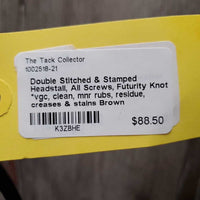 The Tack Collector
1002518-21
Double Stitched & Stamped
Headstall, All Screws, Futurity Knot
*vgc, clean, mnr rubs, residue,
creases & stains Brown
K3ZBHE
$88.50